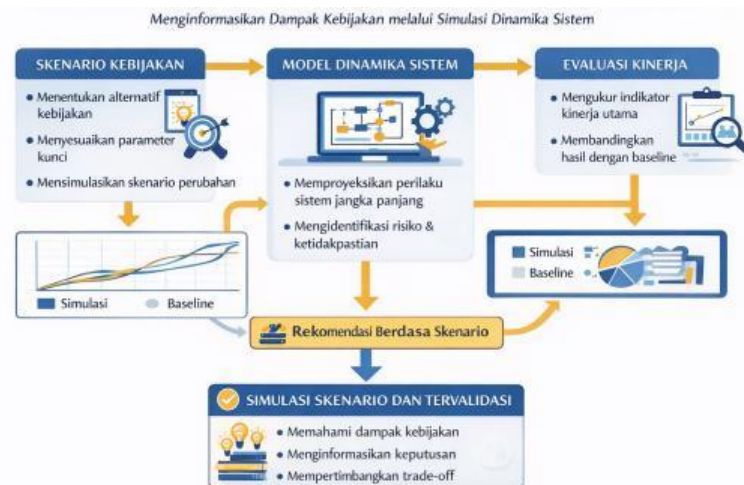 Menginformasikan Dampak Kebijakan melalui Simulasi Dinamika Sistem
SKENARIO KEBIJAKAN
• Menentukan alternatif
kebijakan
• Menyesuaikan parameter
kunci
• Mensimulasikan skenario perubahan
MODEL DINAMIKA SISTEM
• Memproyeksikan perilaku
sistem jangka panjang
• Mengidentifikasi risiko &
ketidakpastian
EVALUASI KINERJA
• Mengukur indikator
kinerja utama
• Membandingkan
hasil dengan baseline
Simulasi
Baseline
Simulasi
Baseline
Rekomendasi Berdasa Skenario
SIMULASI SKENARIO DAN TERVALIDASI
• Memahami dampak kebijakan
• Menginformasikan keputusan
• Mempertimbangkan trade-off